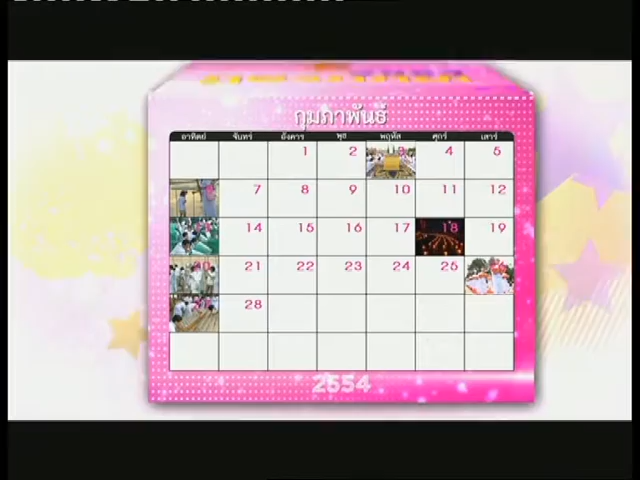 กุมภาพันธ์
อาทิตย์ จันทร์ อังคาร พุธ พฤหัส ศุกร์ เสาร์
1 2 3 4 5
6 7 8 9 10 11 12
13 14 15 16 17 18 19
20 21 22 23 24 25 26
28
2554